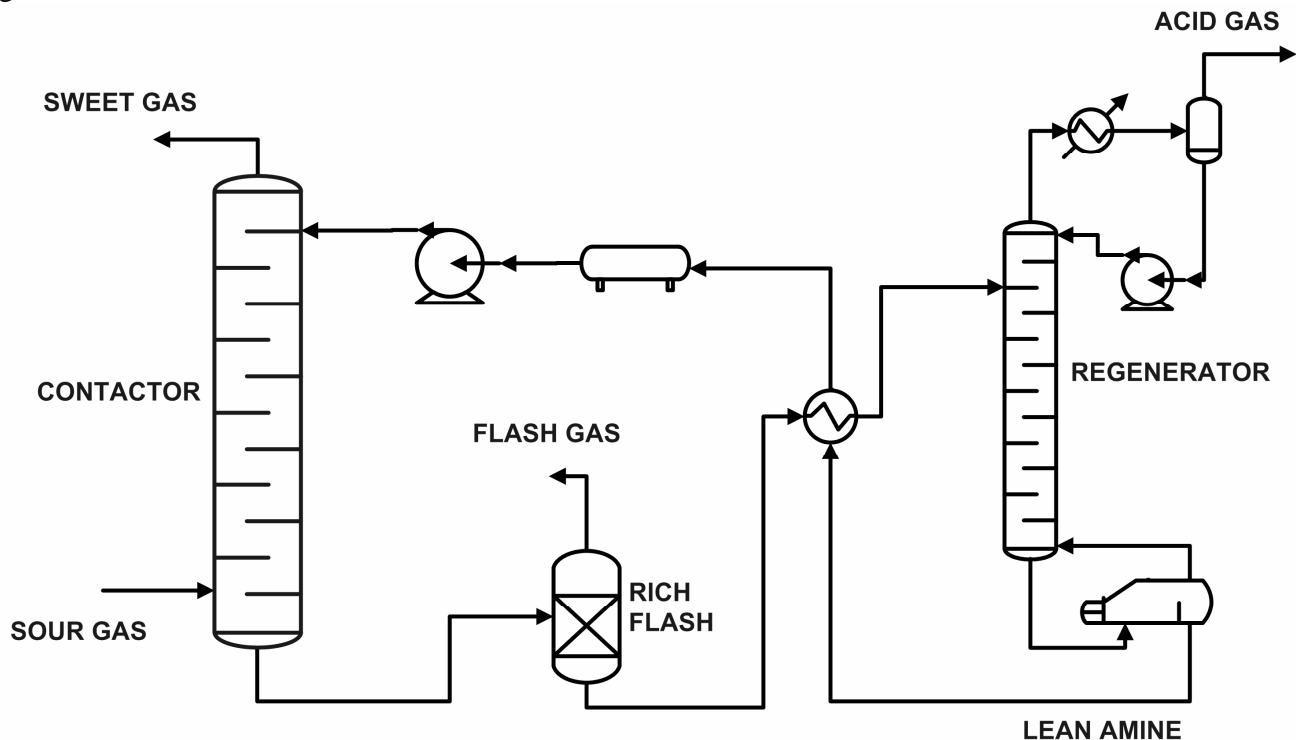 ACID GAS
SWEET GAS
CONTACTOR
REGENERATOR
FLASH GAS
RICH
FLASH
SOUR GAS
LEAN AMINE